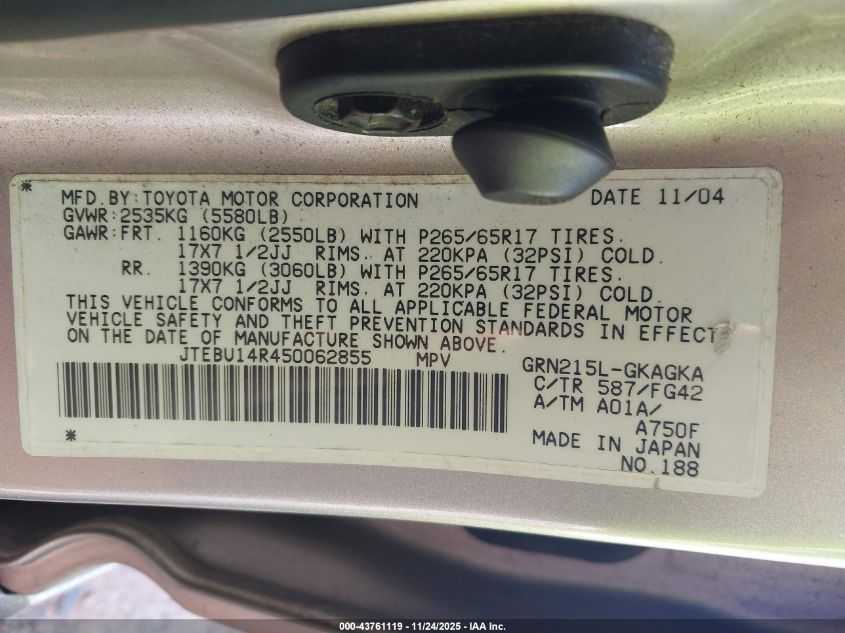 MFD. BY: TOYOTA MOTOR CORPORATION DATE 11/04
GVWR: 2535KG (5580LB)
GAWR: FRT. 1160KG (2550LB) WITH P265/65R17 TIRES.
17X7 1/2JJ RIMS. AT 220KPA (32PSI) COLD.
RR. 1390KG (3060LB) WITH P265/65R17 TIRES.
17X7 1/2JJ RIMS. AT 220KPA (32PSI) COLD.
THIS VEHICLE CONFORMS TO ALL APPLICABLE FEDERAL MOTOR
VEHICLE SAFETY AND THEFT PREVENTION STANDARDS IN EFFECT
ON THE DATE OF MANUFACTURE SHOWN ABOVE.
JTEBU14R450062855 MPV GRN215L-GKAGKA
C/TR 587/FG42
A/TM A01A/
A750F
MADE IN JAPAN
NO.188
000-43761119 - 11/24/2025 - IAA Inc.